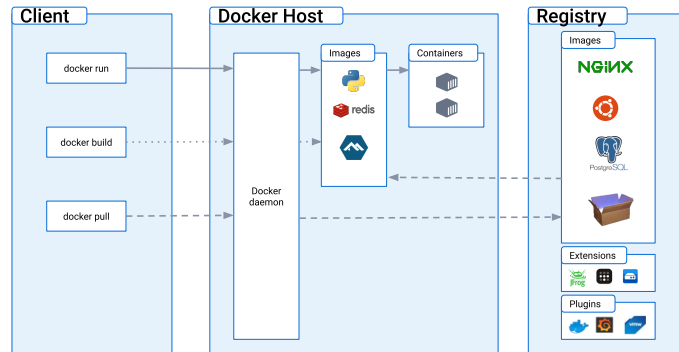 Client
docker run
docker build
docker pull
Docker Host
Docker
daemon
Images
redis
Containers
Registry
Images
NGiNX
PostgreSQL
Extensions
JFrog
Plugins
vmw